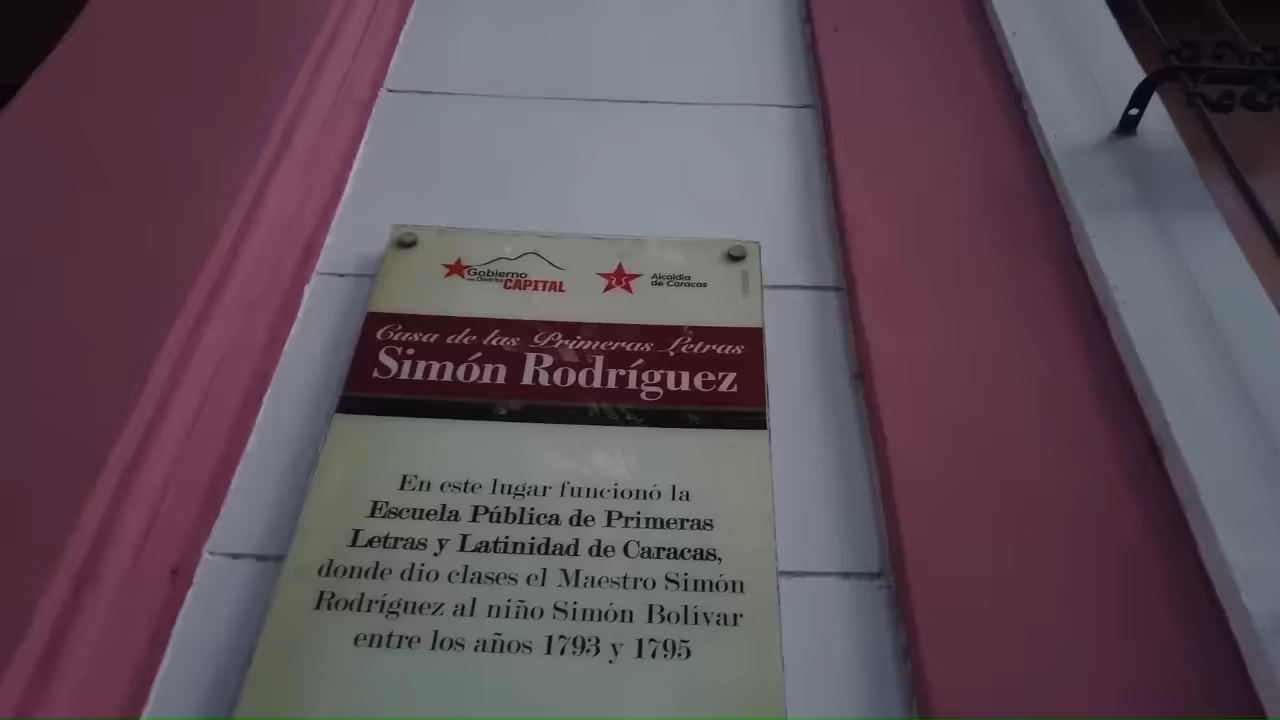 Gobierno
del Distrito
CAPITAL
Alcaldía
de Caracas
Casa de las Primeras Letras
Simón Rodríguez
En este lugar funcionó la
Escuela Pública de Primeras
Letras y Latinidad de Caracas,
donde dio clases el Maestro Simón
Rodríguez al niño Simón Bolívar
entre los años 1793 y 1795